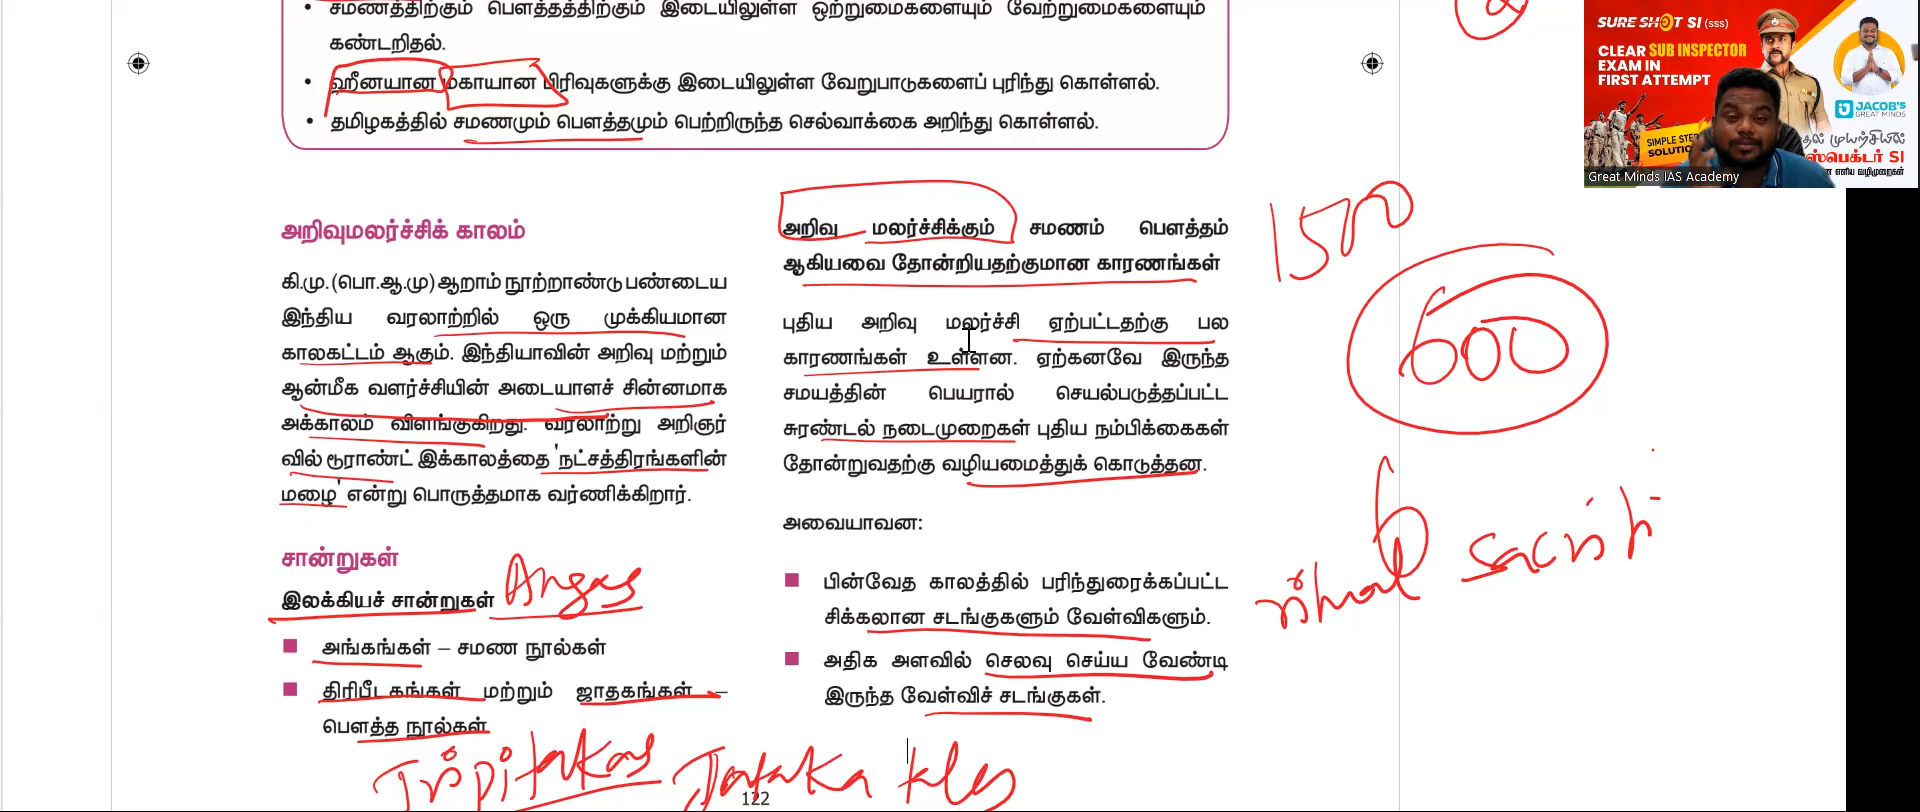 • சமணத்திற்கும் பௌத்தத்திற்கும் இடையிலுள்ள ஒற்றுமைகளையும் வேற்றுமைகளையும்
கண்டறிதல்.
• ஹீனயான மகாயான பிரிவுகளுக்கு இடையிலுள்ள வேறுபாடுகளைப் புரிந்து கொள்ளல்.
• தமிழகத்தில் சமணமும் பௌத்தமும் பெற்றிருந்த செல்வாக்கை அறிந்து கொள்ளல்.
அறிவுமலர்ச்சிக் காலம்
கி.மு.(பொ.ஆ.மு) ஆறாம் நூற்றாண்டு பண்டைய
இந்திய வரலாற்றில் ஒரு முக்கியமான
காலகட்டம் ஆகும். இந்தியாவின் அறிவு மற்றும்
ஆன்மீக வளர்ச்சியின் அடையாளச் சின்னமாக
அக்காலம் விளங்குகிறது. வரலாற்று அறிஞர்
வில் டூராண்ட் இக்காலத்தை 'நட்சத்திரங்களின்
மழை' என்று பொருத்தமாக வர்ணிக்கிறார்.
சான்றுகள்
இலக்கியச் சான்றுகள் Angas
அங்கங்கள் – சமண நூல்கள்
திரிபீடகங்கள் மற்றும் ஜாதகங்கள் –
பௌத்த நூல்கள்
Tripitakas Jataka
அறிவு மலர்ச்சிக்கும் சமணம் பௌத்தம்
ஆகியவை தோன்றியதற்குமான காரணங்கள்
புதிய அறிவு மலர்ச்சி ஏற்பட்டதற்கு பல
காரணங்கள் உள்ளன. ஏற்கனவே இருந்த
சமயத்தின் பெயரால் செயல்படுத்தப்பட்ட
சுரண்டல் நடைமுறைகள் புதிய நம்பிக்கைகள்
தோன்றுவதற்கு வழியமைத்துக் கொடுத்தன.
அவையாவன:
பின்வேத காலத்தில் பரிந்துரைக்கப்பட்ட
சிக்கலான சடங்குகளும் வேள்விகளும்.
அதிக அளவில் செலவு செய்ய வேண்டி
இருந்த வேள்விச் சடங்குகள்.
122
1500
600
SURE SHOT SI (SSS)
CLEAR SUB INSPECTOR
EXAM IN
FIRST ATTEMPT
JACOB's
GREAT MINDS
SIMPLE STE
SOLUTIO
முயற்சியில்
ஸ்பெக்டர் SI
Great Minds IAS Academy